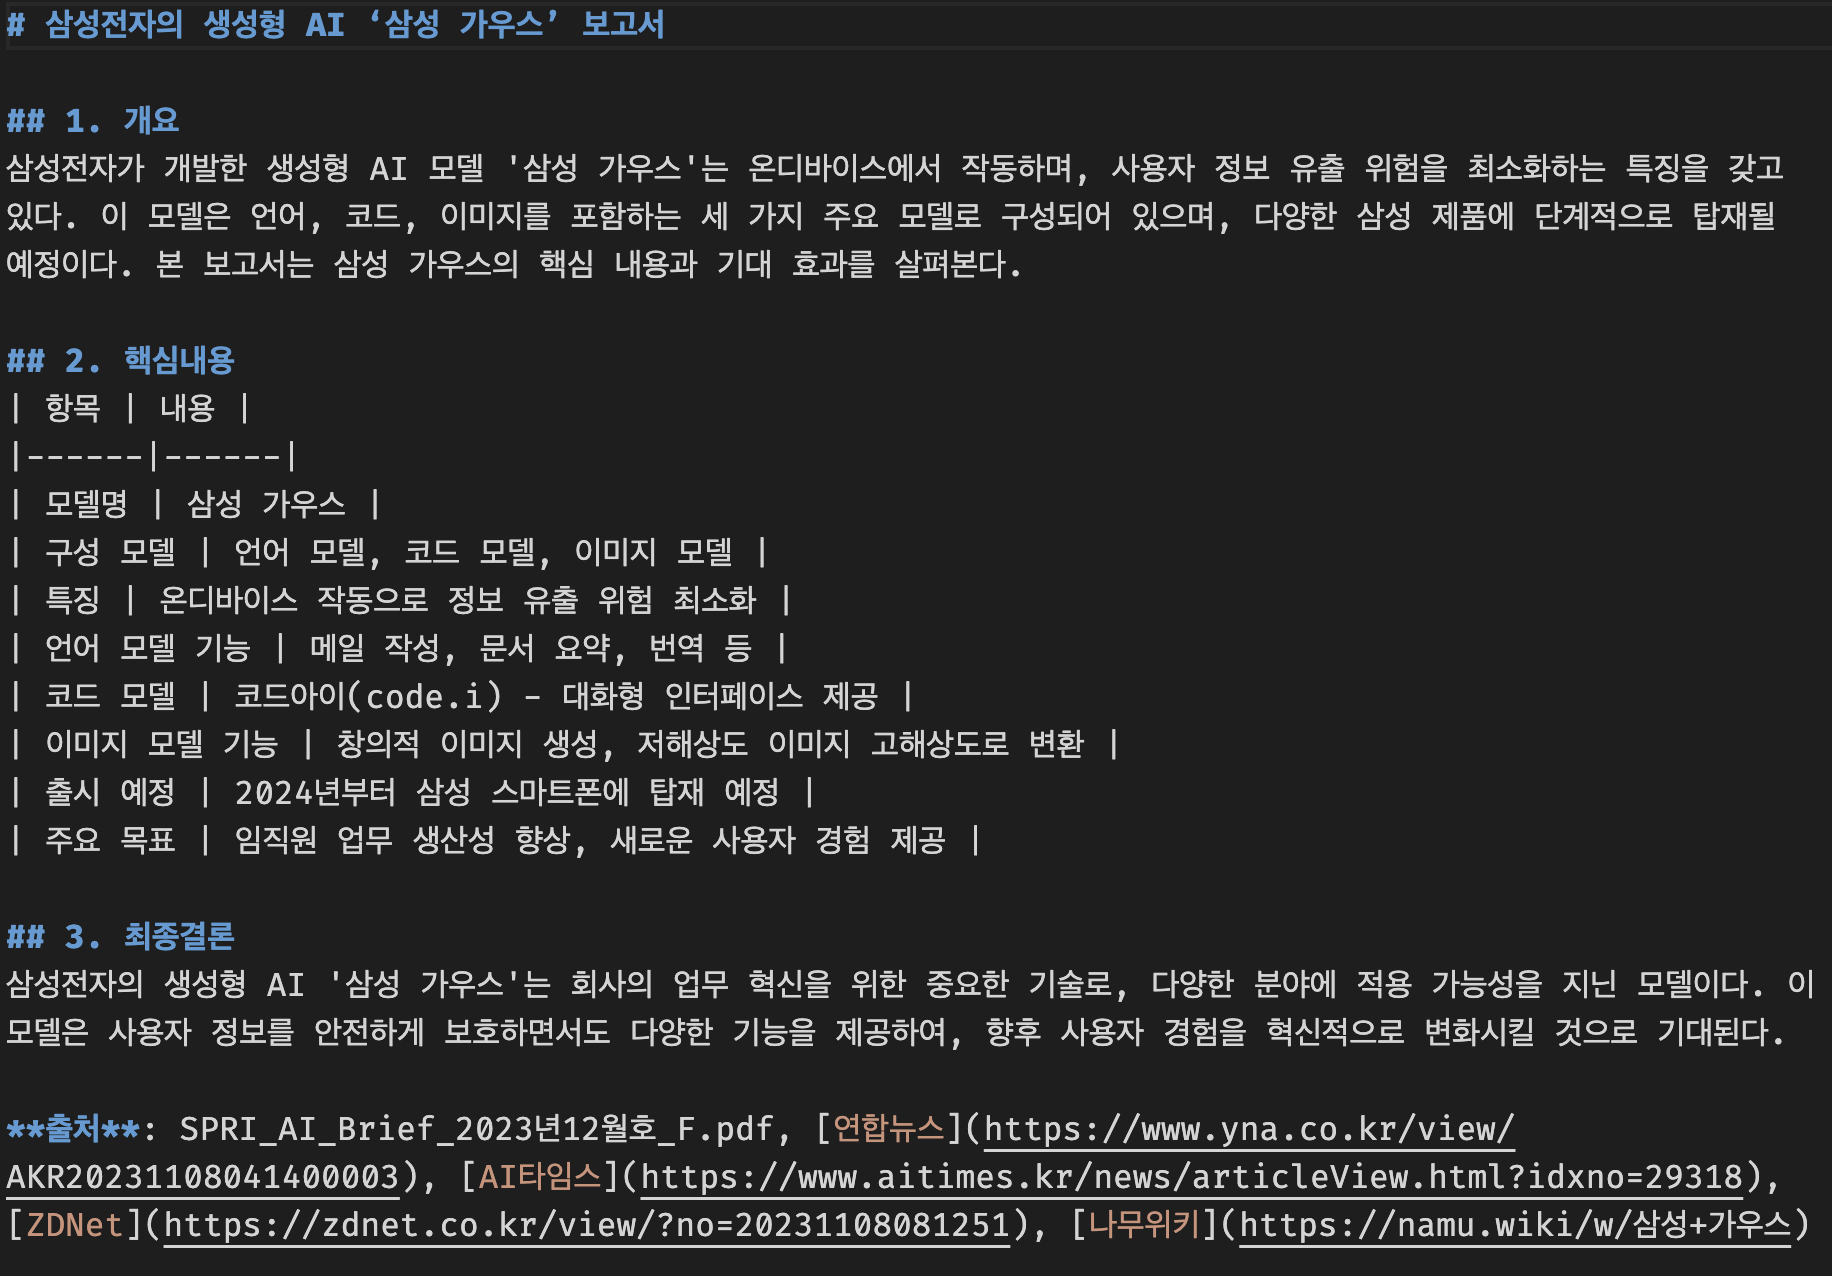 # 삼성전자의 생성형 AI ‘삼성 가우스’ 보고서
## 1. 개요
삼성전자가 개발한 생성형 AI 모델 '삼성 가우스'는 온디바이스에서 작동하며, 사용자 정보 유출 위험을 최소화하는 특징을 갖고
있다. 이 모델은 언어, 코드, 이미지를 포함하는 세 가지 주요 모델로 구성되어 있으며, 다양한 삼성 제품에 단계적으로 탑재될
예정이다. 본 보고서는 삼성 가우스의 핵심 내용과 기대 효과를 살펴본다.
## 2. 핵심내용
| 항목 | 내용 |
|------|------|
| 모델명 | 삼성 가우스 |
| 구성 모델 | 언어 모델, 코드 모델, 이미지 모델 |
| 특징 | 온디바이스 작동으로 정보 유출 위험 최소화 |
| 언어 모델 기능 | 메일 작성, 문서 요약, 번역 등 |
| 코드 모델 | 코드아이(code.i) - 대화형 인터페이스 제공 |
| 이미지 모델 기능 | 창의적 이미지 생성, 저해상도 이미지 고해상도로 변환 |
| 출시 예정 | 2024년부터 삼성 스마트폰에 탑재 예정 |
| 주요 목표 | 임직원 업무 생산성 향상, 새로운 사용자 경험 제공 |
## 3. 최종결론
삼성전자의 생성형 AI '삼성 가우스'는 회사의 업무 혁신을 위한 중요한 기술로, 다양한 분야에 적용 가능성을 지닌 모델이다. 이
모델은 사용자 정보를 안전하게 보호하면서도 다양한 기능을 제공하여, 향후 사용자 경험을 혁신적으로 변화시킬 것으로 기대된다.
**출처**: SPRI_AI_Brief_2023년12월호_F.pdf, [연합뉴스](https://www.yna.co.kr/view/
AKR20231108041400003), [AI타임스](https://www.aitimes.kr/news/articleView.html?idxno=29318),
[ZDNet](https://zdnet.co.kr/view/?no=20231108081251), [나무위키](https://namu.wiki/w/삼성+가우스)